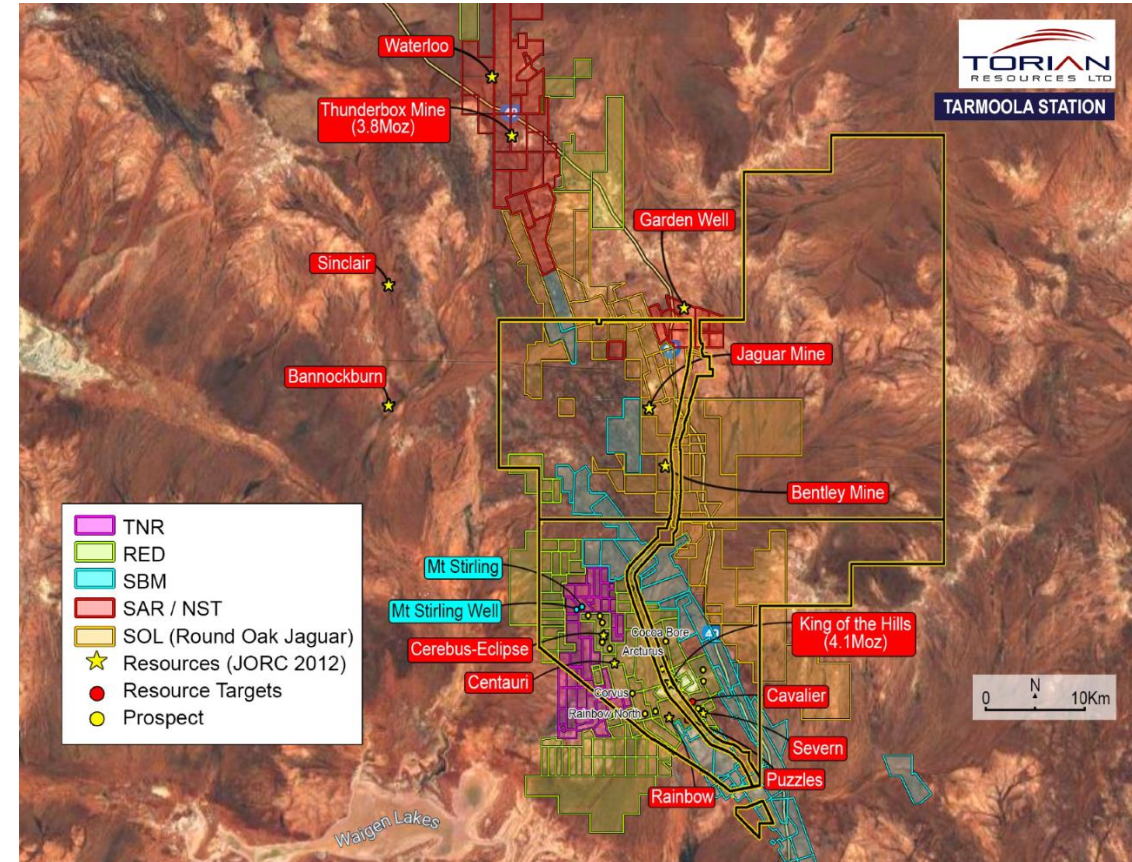 TORIAN
RESOURCES LTD
TARMOOLA STATION
Waterloo
Thunderbox Mine
(3.8Moz)
Garden Well
Sinclair
Jaguar Mine
Bannockburn
Bentley Mine
TNR
RED
SBM
SAR / NST
SOL (Round Oak Jaguar)
Resources (JORC 2012)
Resource Targets
Prospect
Mt Stirling
Mt Stirling Well
Cocoa Bore
King of the Hills
(4.1Moz)
Cerebus-Eclipse
Arcturus
Centauri
Corvus
Cavalier
Rainbow North
Severn
Puzzles
Rainbow
N
0 10Km
Waigen Lakes